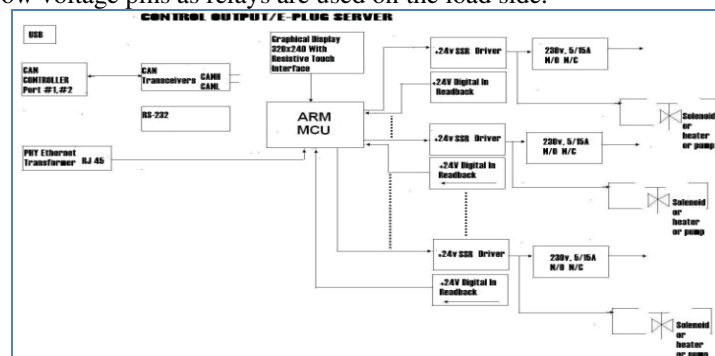 ow voltage pins as relays are used on the load side.
CONTROL OUTPUT/E-PLUG SERVER
USB
CAN
CONTROLLER
Port #1,#2
CAN
Transceivers CANH
CANL
RS-232
PHY Ethernet
Transformer RJ 45
Graphical Display
320x240 With
Resistive Touch
Interface
ARM
MCU
+24v SSR Driver
+24V Digital In
Readback
230v, 5/15A
N/O N/C
Solenoid
or
heater
or pump
+24v SSR Driver
+24V Digital In
Readback
230v, 5/15A
N/O N/C
Solenoid
or
heater
or pump
+24v SSR Driver
+24V Digital In
Readback
230v, 5/15A
N/O N/C
Solenoid
or
heater
or pump